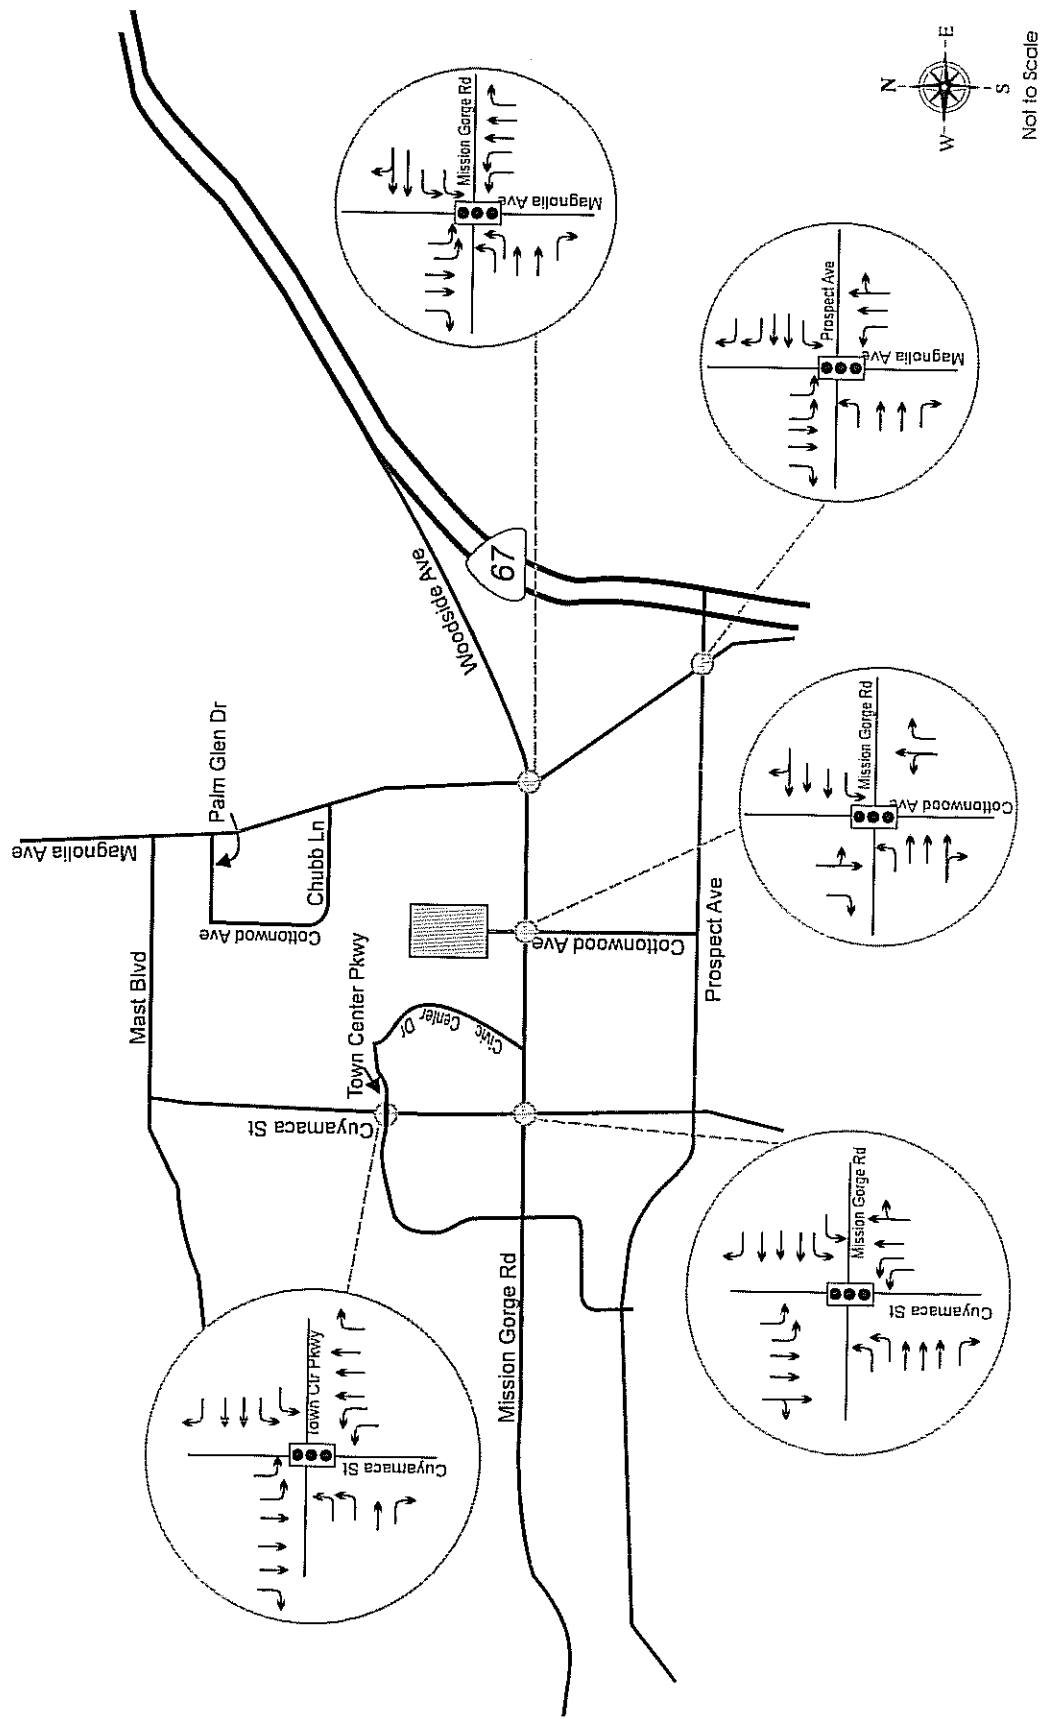 Magnolia Ave
Palm Glen Dr
Chubb Ln
Cottonwod Ave
Mast Blvd
Town Center Pkwy
Civic Center Dr
Cuyamaca St
Woodside Ave
67
Mission Gorge Rd
Cottonwood Ave
Prospect Ave
Town Ctr Pkwy
Cuyamaca St
Mission Gorge Rd
Cuyamaca St
Mission Gorge Rd
Cottonwood Ave
Prospect Ave
Magnolia Ave
Mission Gorge Rd
Magnolia Ave
N
W
E
S
Not to Scale